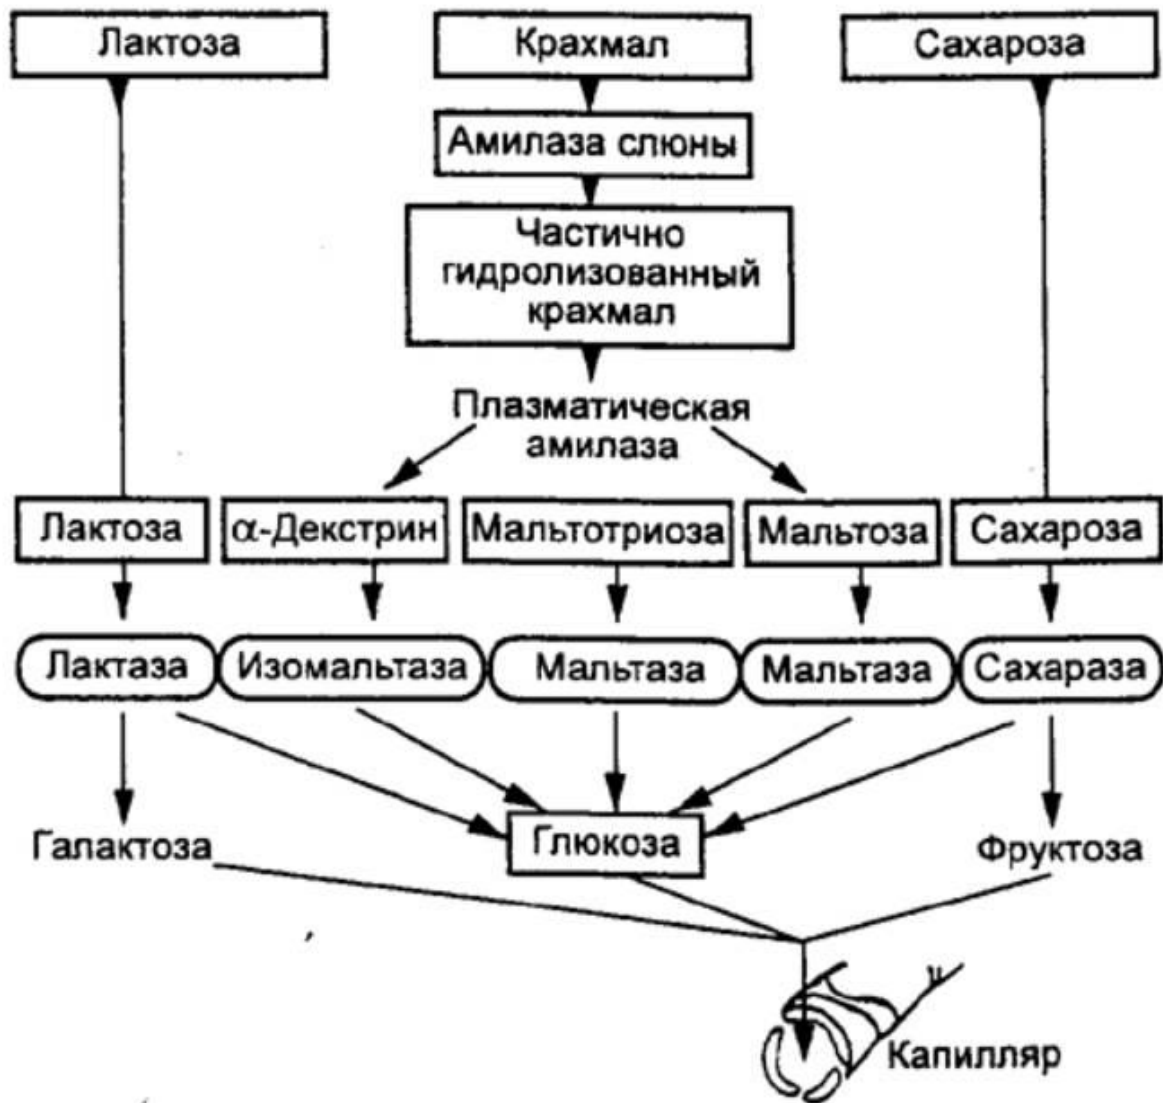 Лактоза
Крахмал
Сахароза
Амилаза слюны
Частично
гидролизованный
крахмал
Плазматическая
амилаза
Лактоза
α-Декстрин
Мальтотриоза
Мальтоза
Сахароза
Лактаза
Изомальтаза
Мальтаза
Мальтаза
Сахараза
Галактоза
Глюкоза
Фруктоза
Капилляр